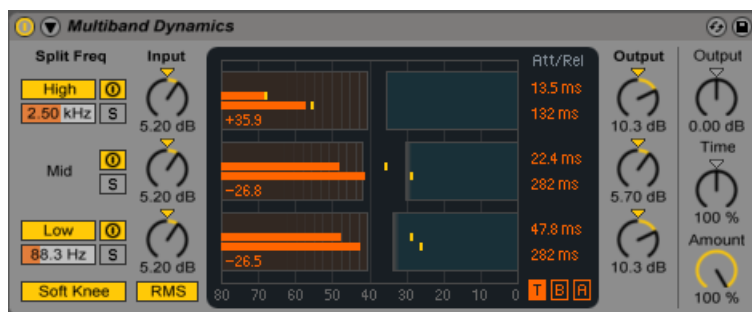 Multiband Dynamics
Split Freq Input Att/Rel Output Output
High 13.5 ms
2.50 kHz S +35.9 132 ms
5.20 dB 10.3 dB 0.00 dB
Time
Mid 22.4 ms
S -26.8 282 ms
5.20 dB 5.70 dB 100 %
Low 47.8 ms Amount
88.3 Hz S -26.5 282 ms
5.20 dB 10.3 dB
Soft Knee RMS 80 70 60 50 40 30 20 10 0 T B A 100 %